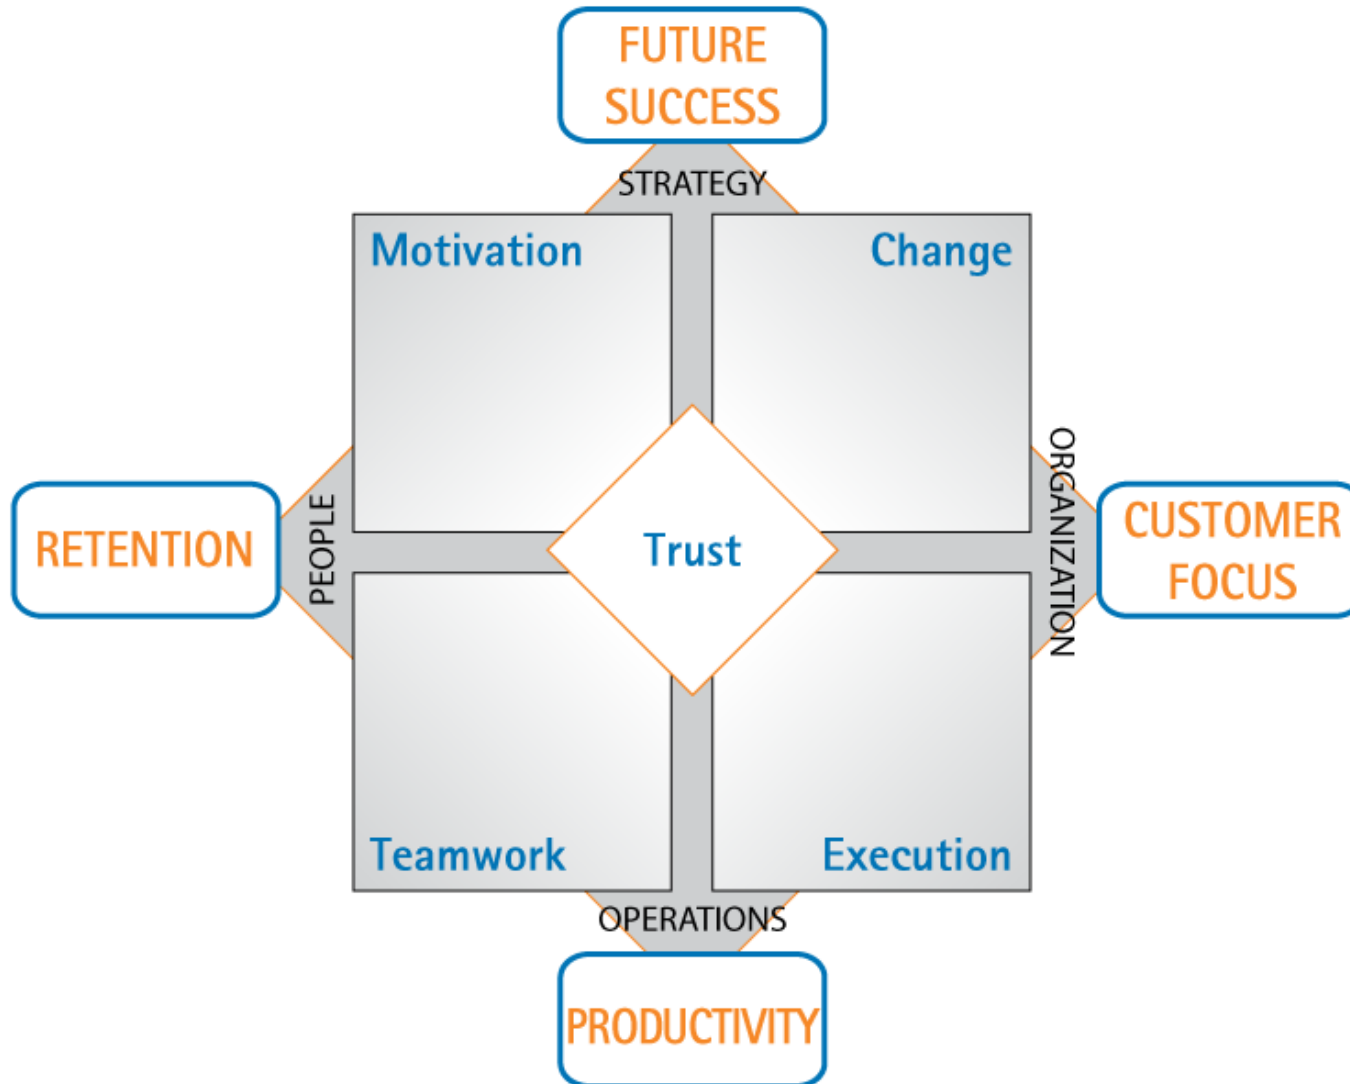 FUTURE
SUCCESS
STRATEGY
Motivation
Change
RETENTION
PEOPLE
Trust
ORGANIZATION
CUSTOMER
FOCUS
Teamwork
Execution
OPERATIONS
PRODUCTIVITY